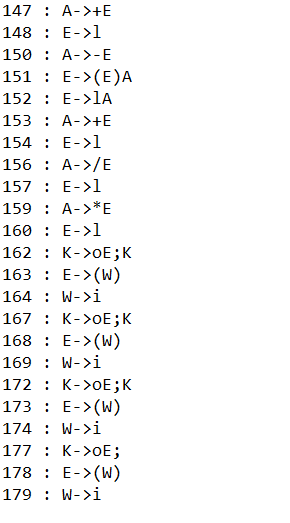 147 : A->+E
148 : E->l
150 : A->-E
151 : E->(E)A
152 : E->lA
153 : A->+E
154 : E->l
156 : A->/E
157 : E->l
159 : A->*E
160 : E->l
162 : K->oE;K
163 : E->(W)
164 : W->i
167 : K->oE;K
168 : E->(W)
169 : W->i
172 : K->oE;K
173 : E->(W)
174 : W->i
177 : K->oE;
178 : E->(W)
179 : W->i